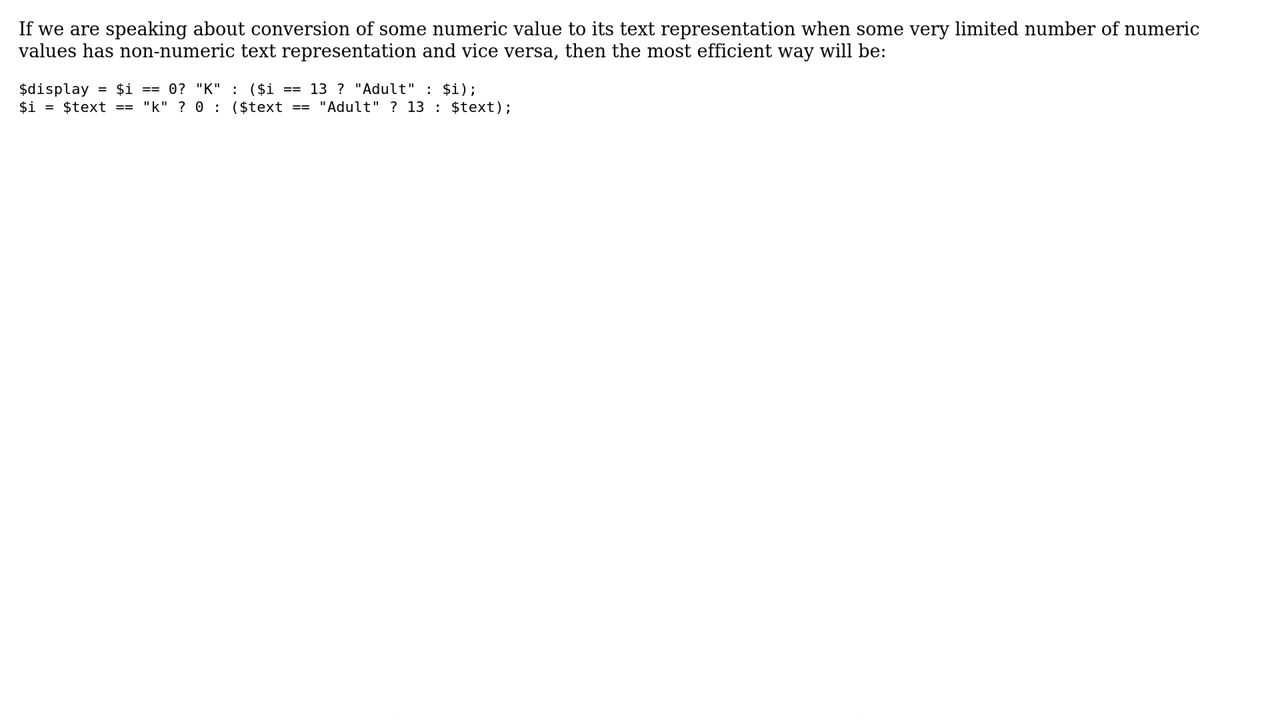 If we are speaking about conversion of some numeric value to its text representation when some very limited number of numeric
values has non-numeric text representation and vice versa, then the most efficient way will be:
$display = $i == 0? "K" : ($i == 13 ? "Adult" : $i);
$i = $text == "k" ? 0 : ($text == "Adult" ? 13 : $text);